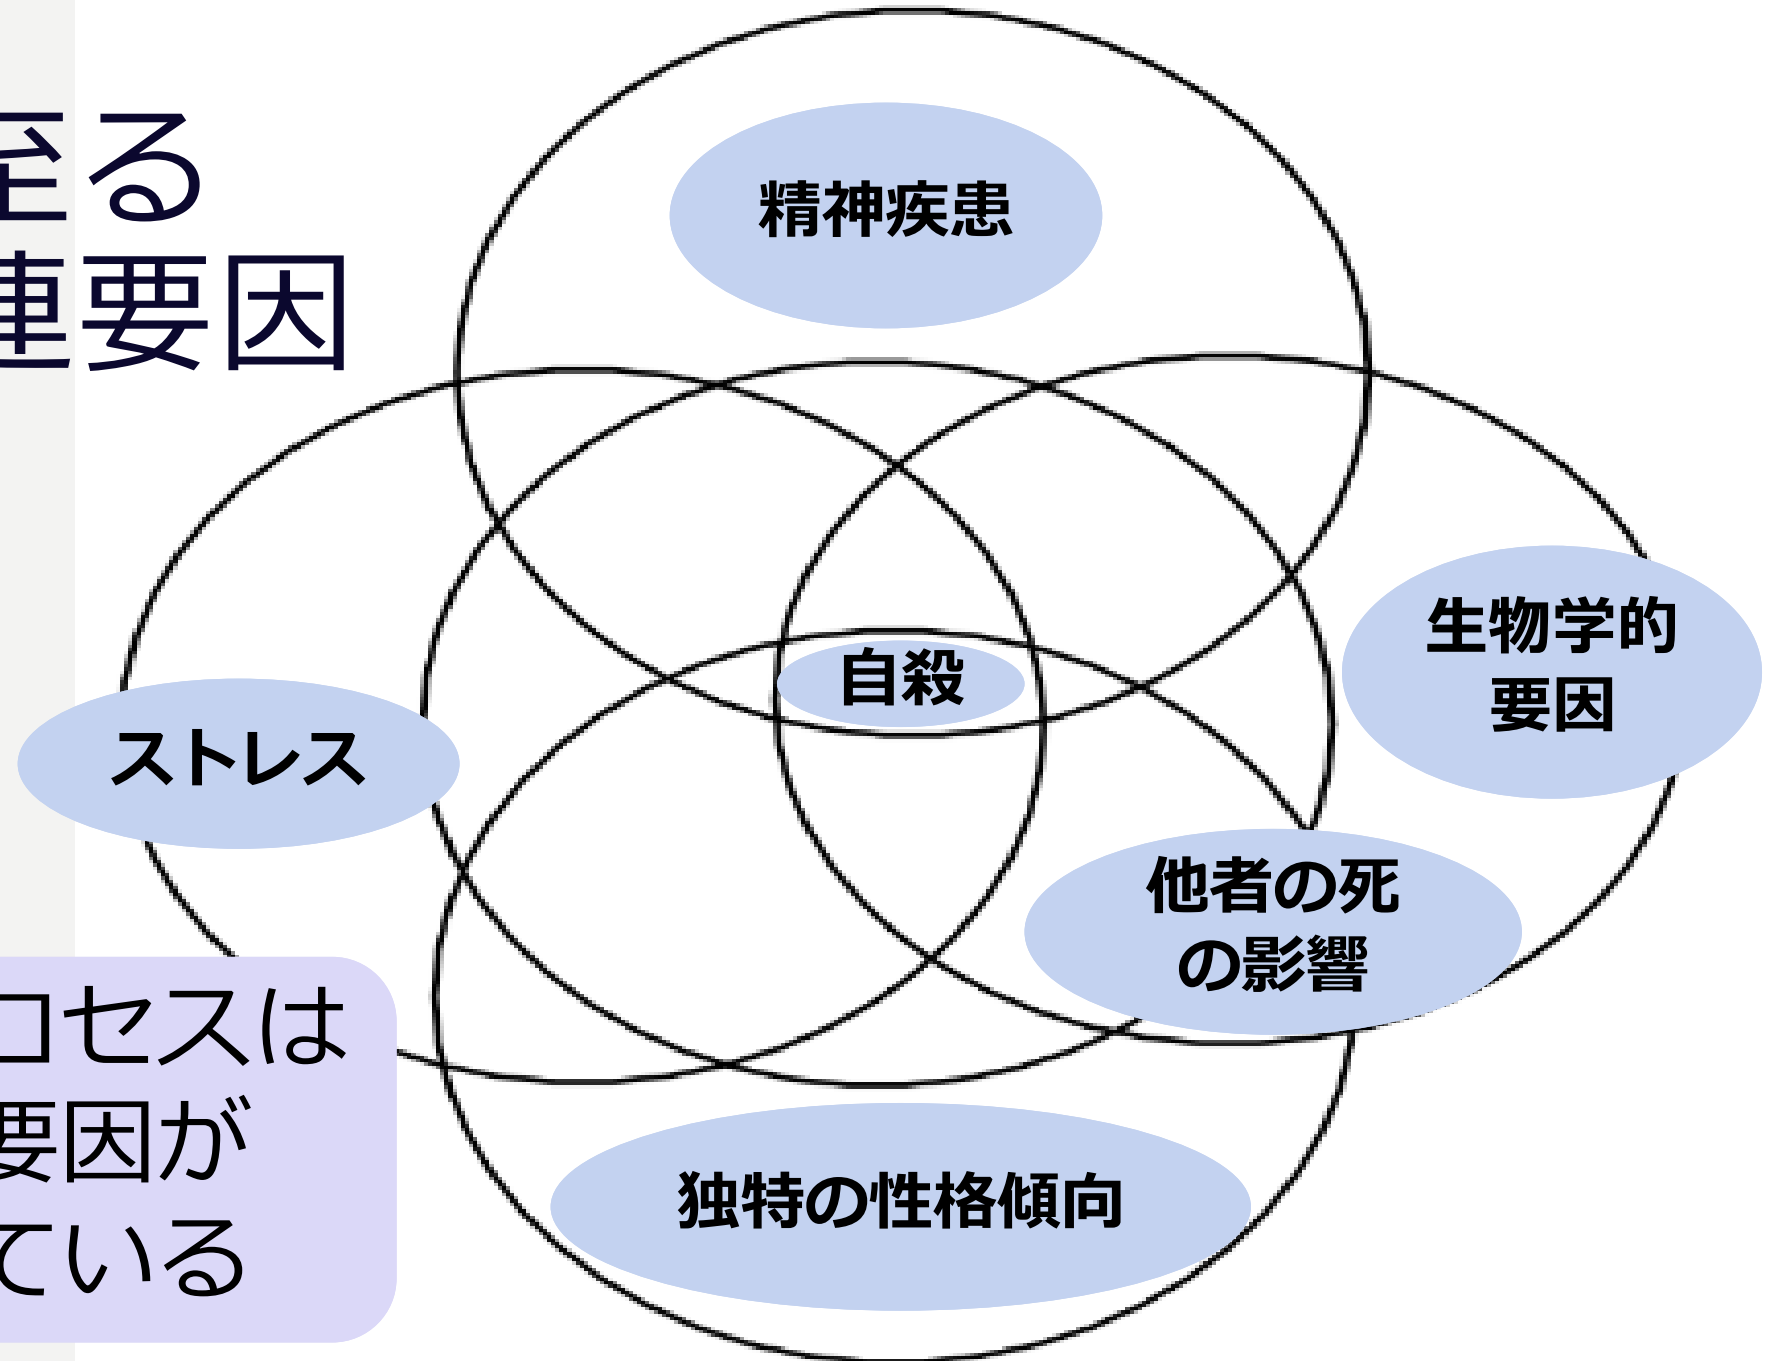 至る
連要因
精神疾患
生物学的
要因
自殺
ストレス
他者の死
の影響
ロセスは
要因が
ている
独特の性格傾向